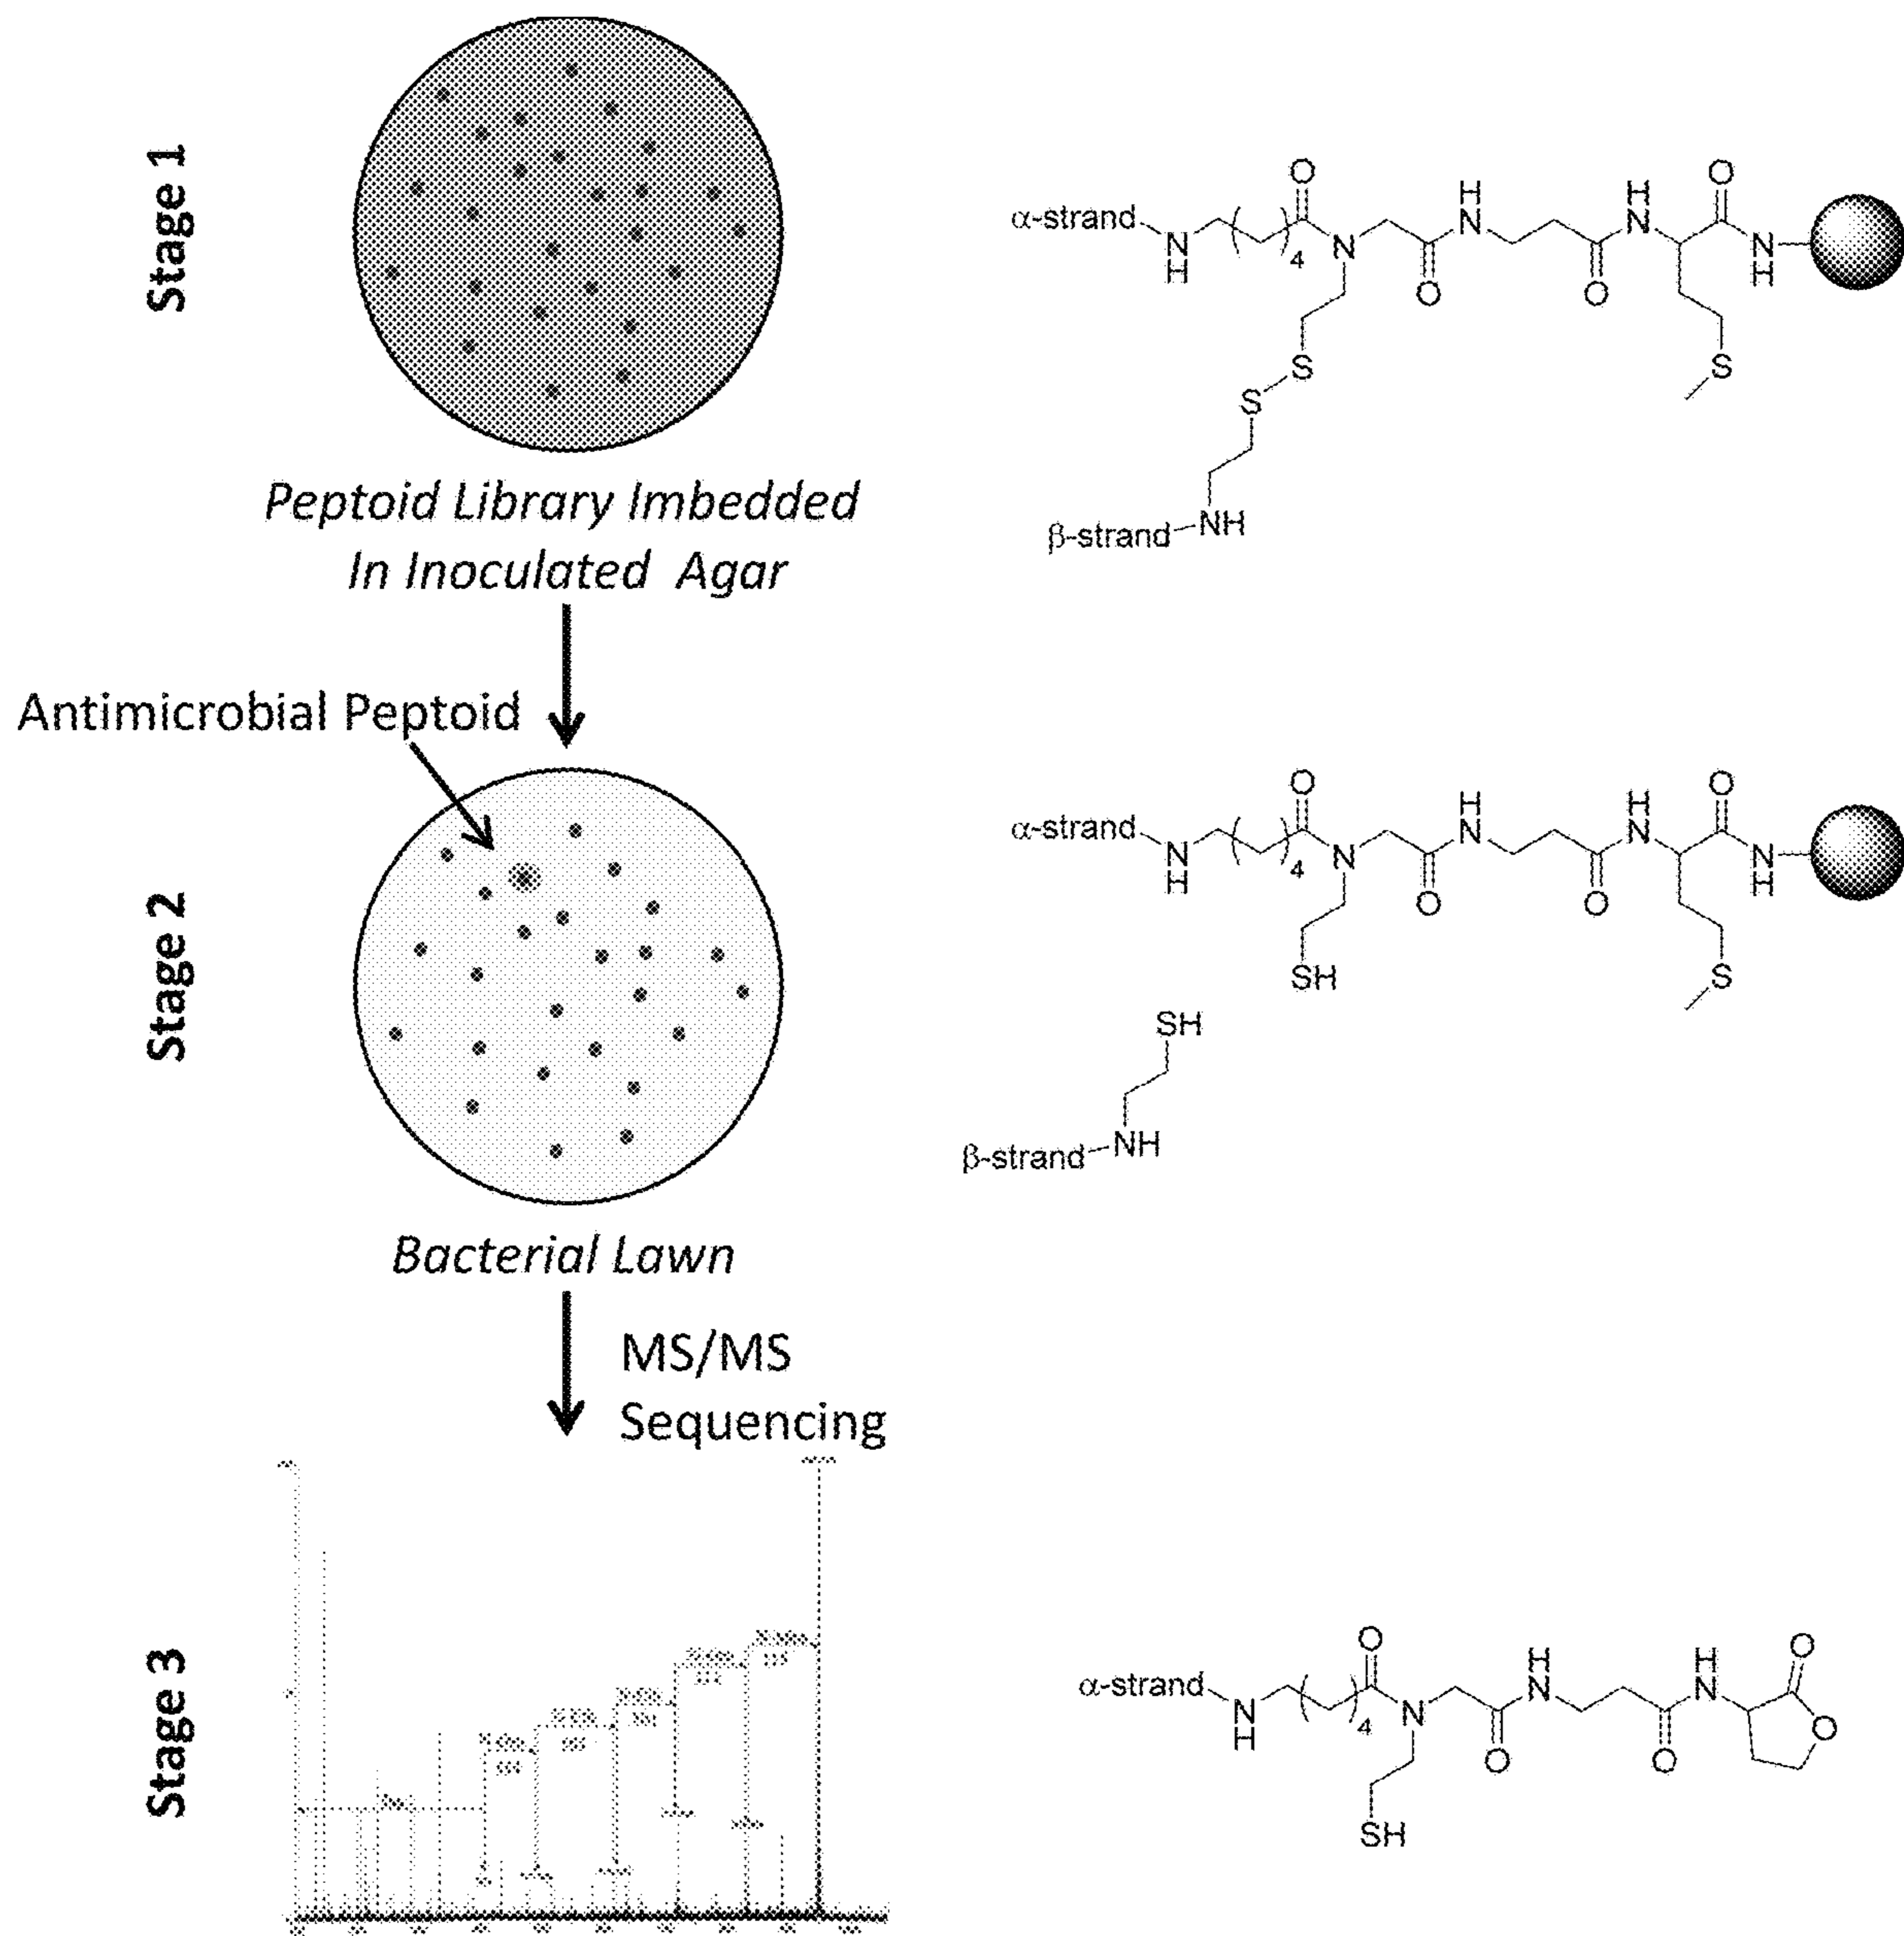 Stage 1
Peptoid Library Imbedded
In Inoculated Agar
α-strand
N
H
4
O
N
O
H
N
O
H
N
O
N
H
S
S
S
β-strand
NH
Antimicrobial Peptoid
Stage 2
Bacterial Lawn
α-strand
N
H
4
O
N
O
H
N
O
H
N
O
N
H
SH
S
SH
β-strand
NH
MS/MS
Sequencing
Stage 3
α-strand
N
H
4
O
N
O
H
N
O
H
N
O
O
SH